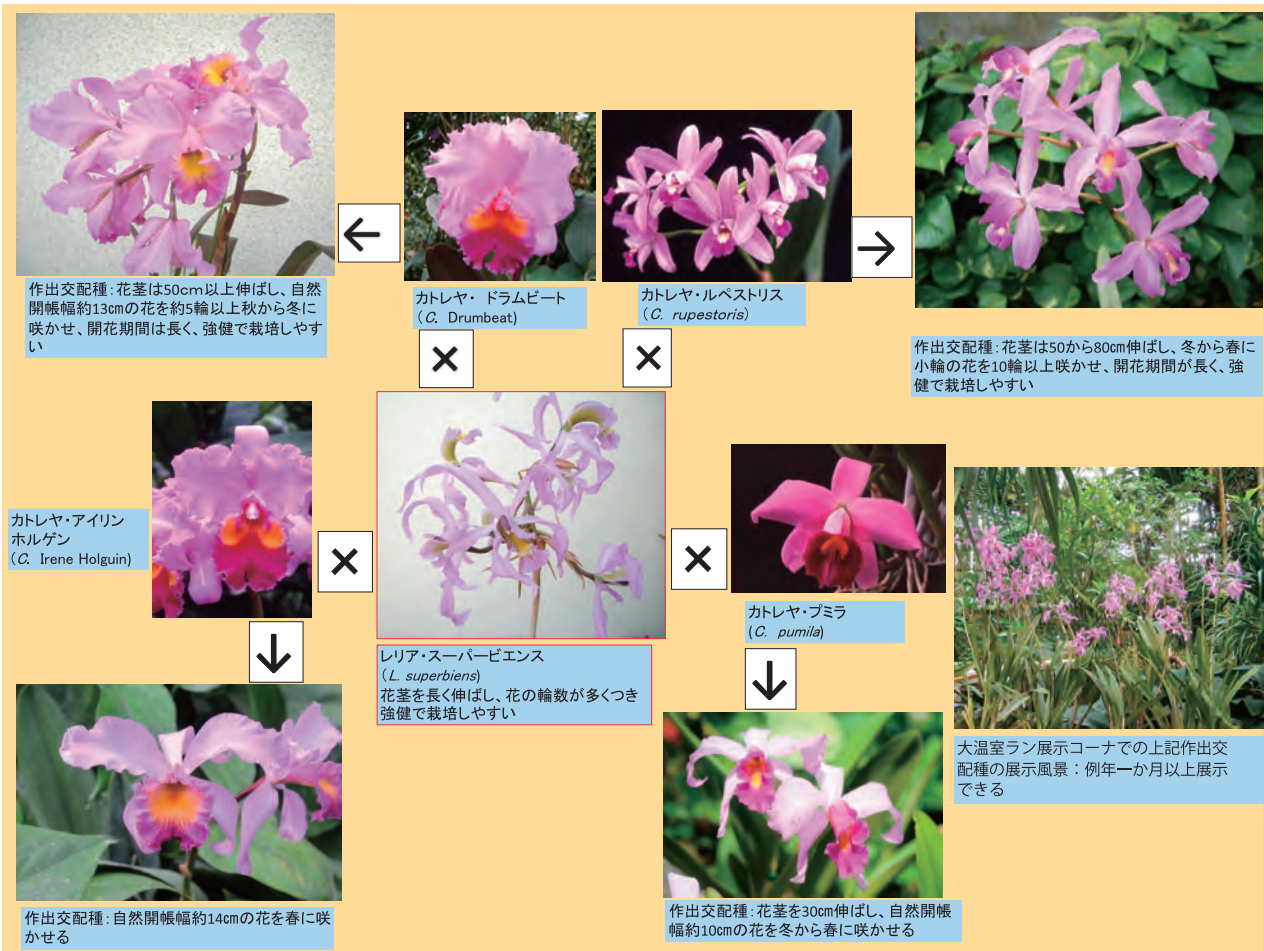 作出交配種：花茎は50cm以上伸ばし、自然
開帳幅約13㎝の花を約5輪以上秋から冬に
咲かせ、開花期間は長く、強健で栽培しやす
い
←
カトレヤ・ ドラムビート
（C. Drumbeat)
カトレヤ・ルペストリス
（C. rupestoris）
→
作出交配種：花茎は50から80㎝伸ばし、冬から春に
小輪の花を10輪以上咲かせ、開花期間が長く、強
健で栽培しやすい
×
×
カトレヤ・アイリン
ホルゲン
（C. Irene Holguin)
×
×
レリア・スーパービエンス
（L. superbiens)
花茎を長く伸ばし、花の輪数が多くつき
強健で栽培しやすい
カトレヤ・プミラ
(C. pumila)
↓
↓
作出交配種：自然開帳幅約14㎝の花を春に咲
かせる
作出交配種：花茎を30㎝伸ばし、自然開帳
幅約10㎝の花を冬から春に咲かせる
大温室ラン展示コーナでの上記作出交
配種の展示風景：例年一か月以上展示
できる